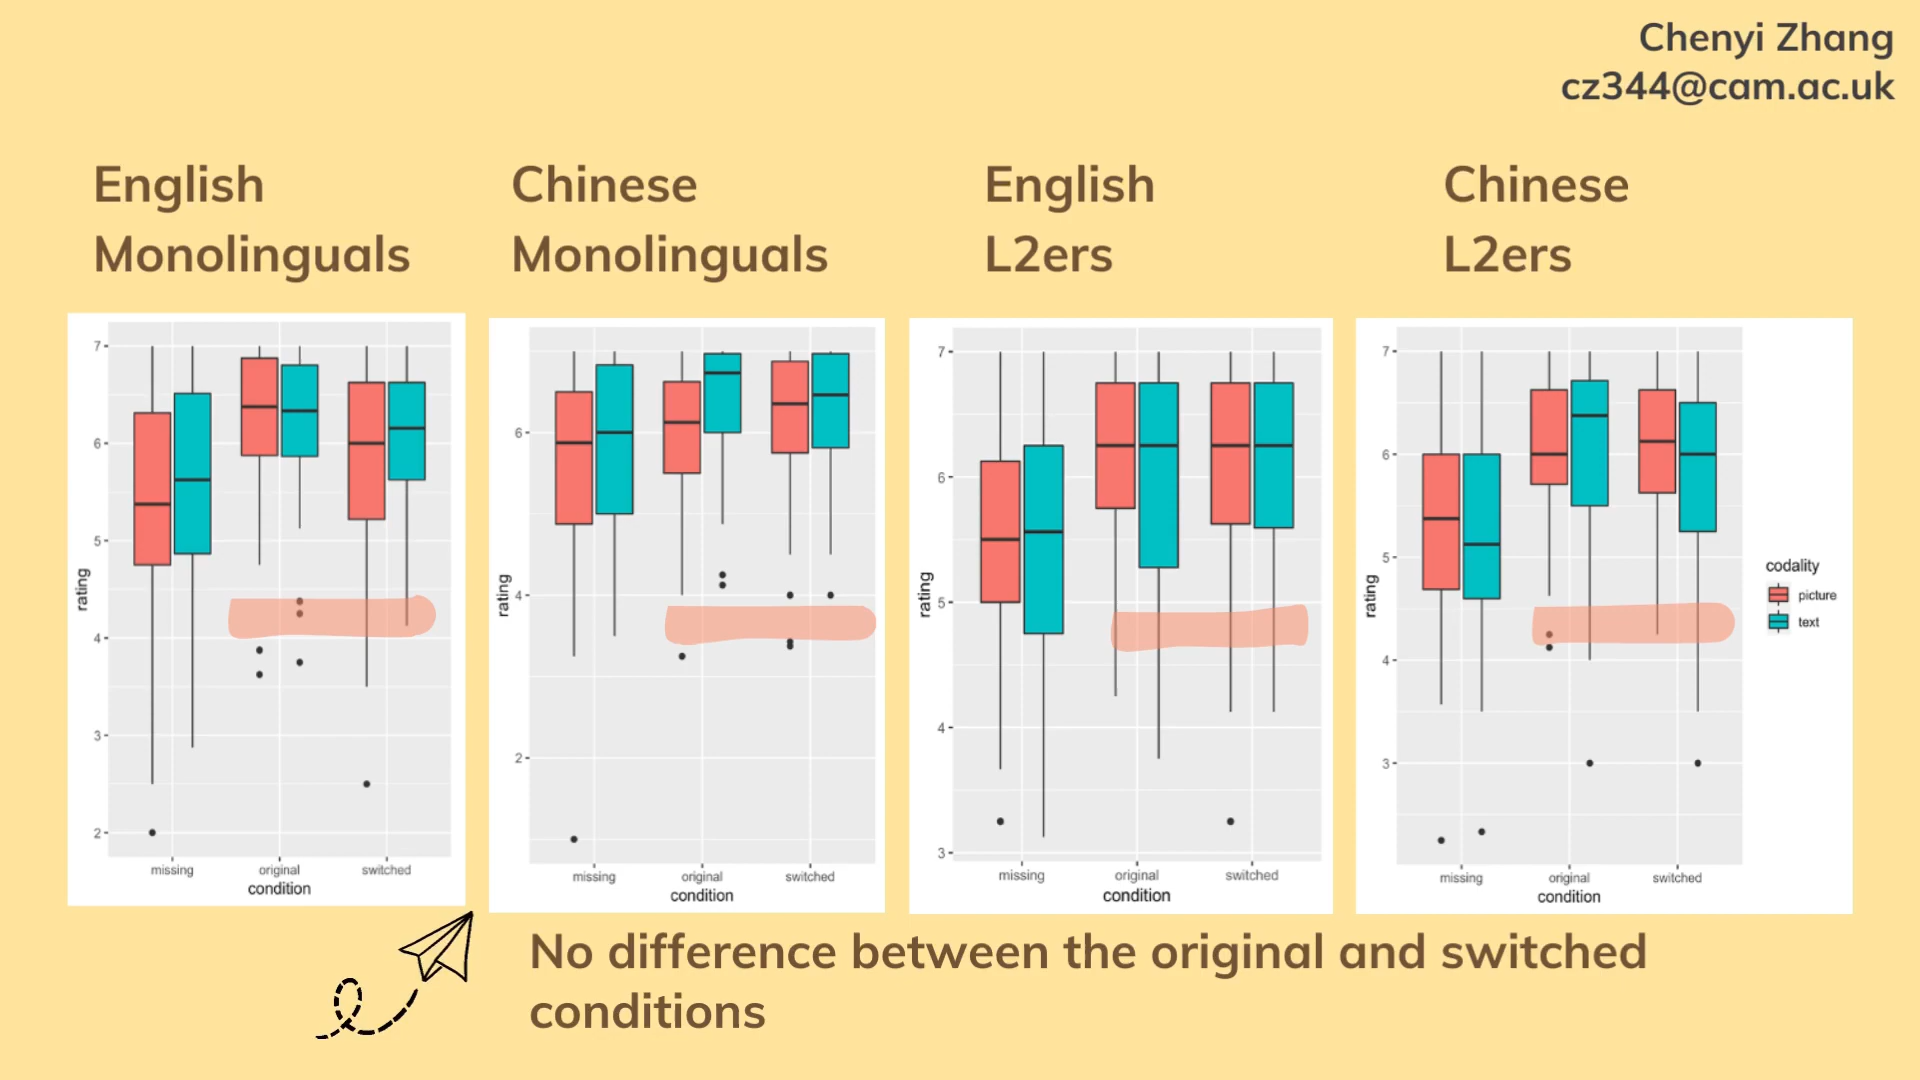 Chenyi Zhang
cz344@cam.ac.uk
English
Monolinguals
Chinese
Monolinguals
English
L2ers
Chinese
L2ers
7
6
5
4
3
2
rating
missing
original
switched
condition
6
4
2
rating
missing
original
switched
condition
7
6
5
4
3
rating
missing
original
switched
condition
7
6
5
4
3
rating
missing
original
switched
condition
codality
picture
text
No difference between the original and switched
conditions